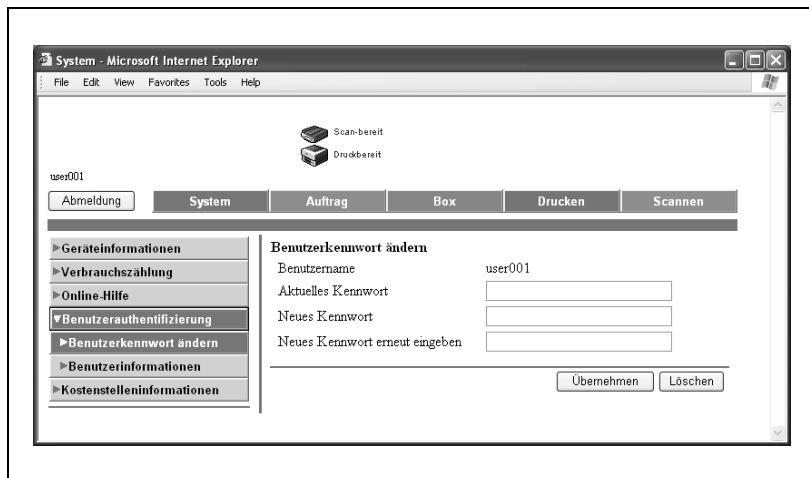 System - Microsoft Internet Explorer
File Edit View Favorites Tools Help
Scan-bereit
Druckbereit
user001
Abmeldung System Auftrag Box Drucken Scannen
Geräteinformationen
Verbrauchszählung
Online-Hilfe
Benutzerauthentifizierung
Benutzerkennwort ändern
Benutzerinformationen
Kostenstelleninformationen
Benutzerkennwort ändern
Benutzername user001
Aktuelles Kennwort
Neues Kennwort
Neues Kennwort erneut eingeben
Übernehmen Löschen